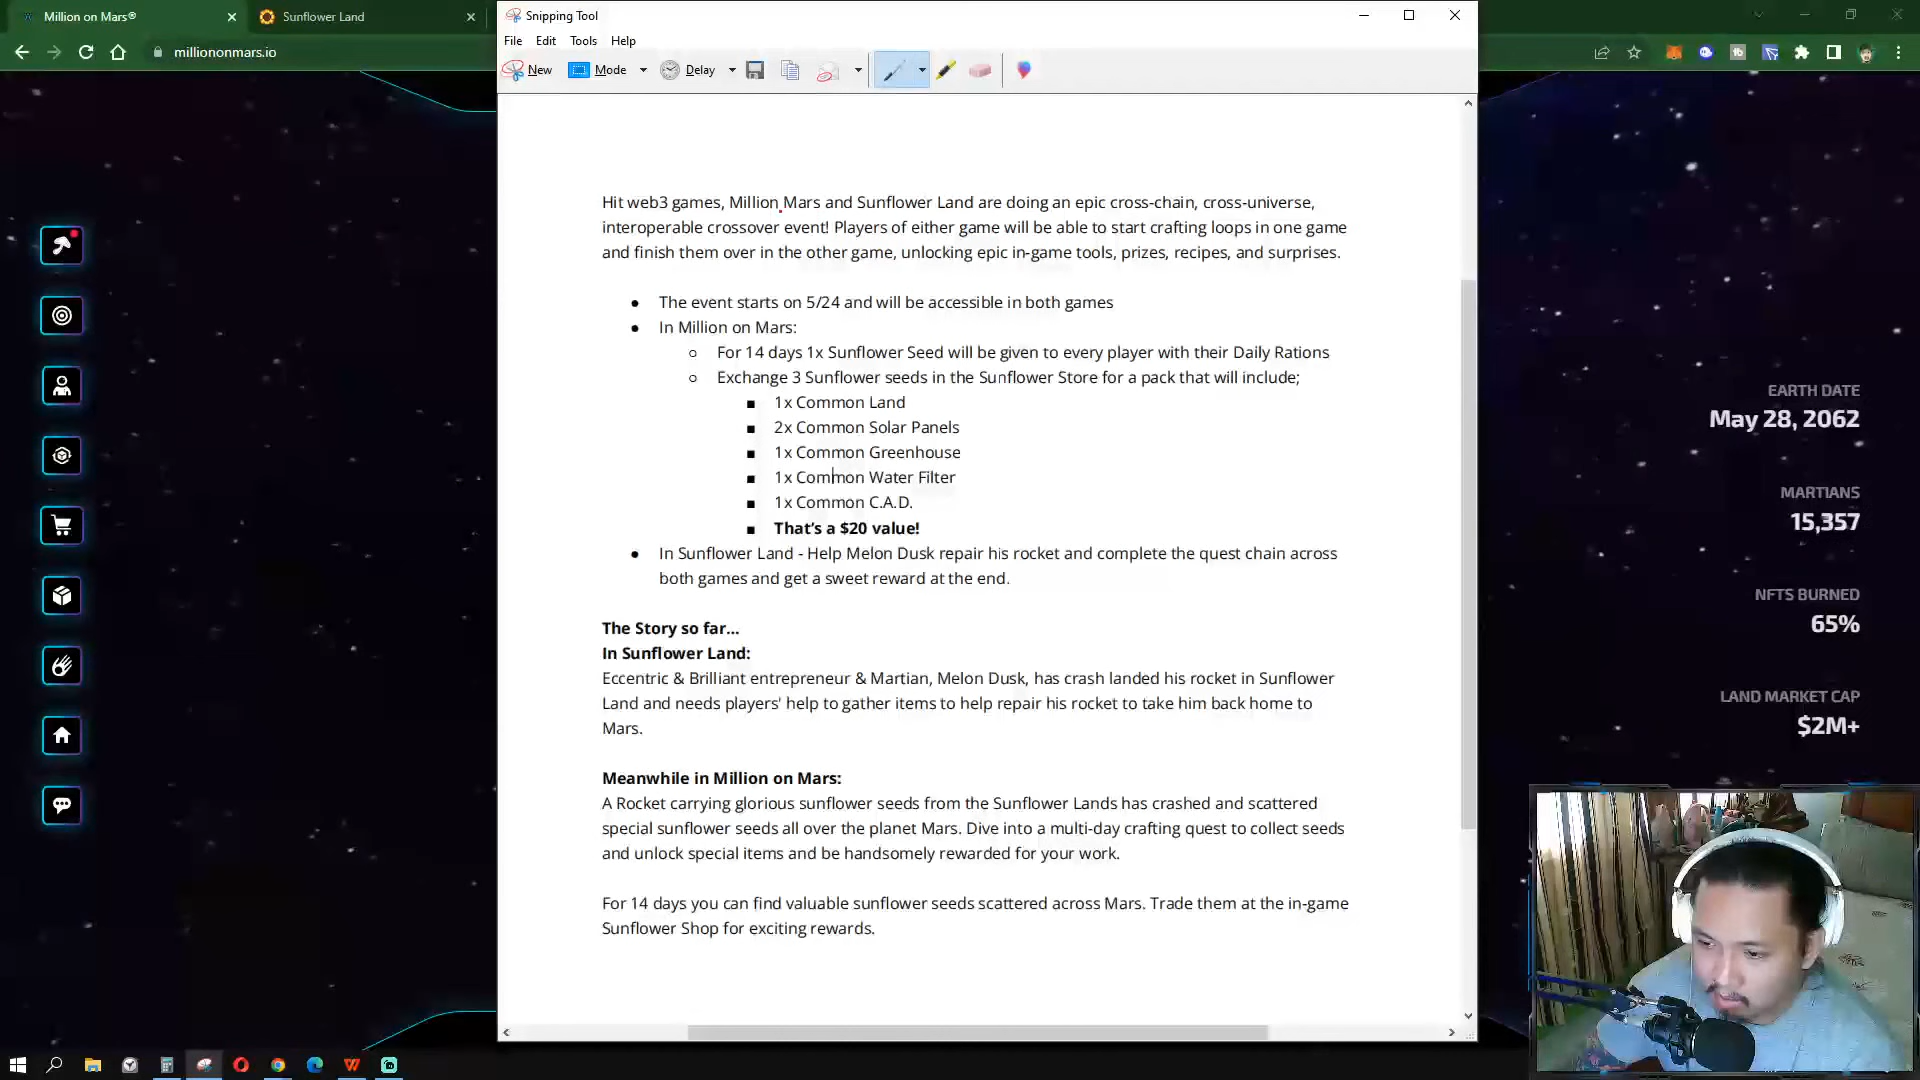 Million on Mars®
Sunflower Land
milliononmars.io
Snipping Tool
File Edit Tools Help
New Mode Delay
Hit web3 games, Million Mars and Sunflower Land are doing an epic cross-chain, cross-universe,
interoperable crossover event! Players of either game will be able to start crafting loops in one game
and finish them over in the other game, unlocking epic in-game tools, prizes, recipes, and surprises.
● The event starts on 5/24 and will be accessible in both games
● In Million on Mars:
○ For 14 days 1x Sunflower Seed will be given to every player with their Daily Rations
○ Exchange 3 Sunflower seeds in the Sunflower Store for a pack that will include;
■ 1x Common Land
■ 2x Common Solar Panels
■ 1x Common Greenhouse
■ 1x Common Water Filter
■ 1x Common C.A.D.
■ That's a $20 value!
● In Sunflower Land - Help Melon Dusk repair his rocket and complete the quest chain across
both games and get a sweet reward at the end.
The Story so far...
In Sunflower Land:
Eccentric & Brilliant entrepreneur & Martian, Melon Dusk, has crash landed his rocket in Sunflower
Land and needs players' help to gather items to help repair his rocket to take him back home to
Mars.
Meanwhile in Million on Mars:
A Rocket carrying glorious sunflower seeds from the Sunflower Lands has crashed and scattered
special sunflower seeds all over the planet Mars. Dive into a multi-day crafting quest to collect seeds
and unlock special items and be handsomely rewarded for your work.
For 14 days you can find valuable sunflower seeds scattered across Mars. Trade them at the in-game
Sunflower Shop for exciting rewards.
EARTH DATE
May 28, 2062
MARTIANS
15,357
NFTS BURNED
65%
LAND MARKET CAP
$2M+